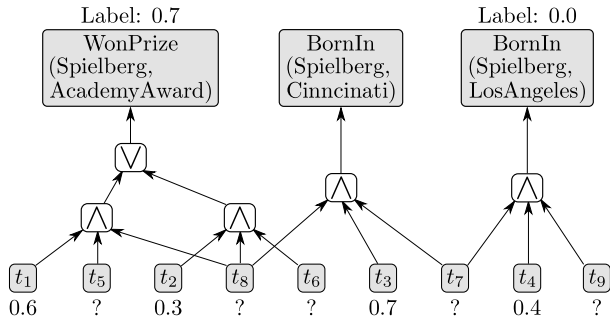 Label: 0.7 Label: 0.0
WonPrize BornIn BornIn
(Spielberg, (Spielberg, (Spielberg,
AcademyAward) Cinncinati) LosAngeles)
⋁
⋀ ⋀ ⋀ ⋀
t1 t5 t2 t8 t6 t3 t7 t4 t9
0.6 ? 0.3 ? ? 0.7 ? 0.4 ?